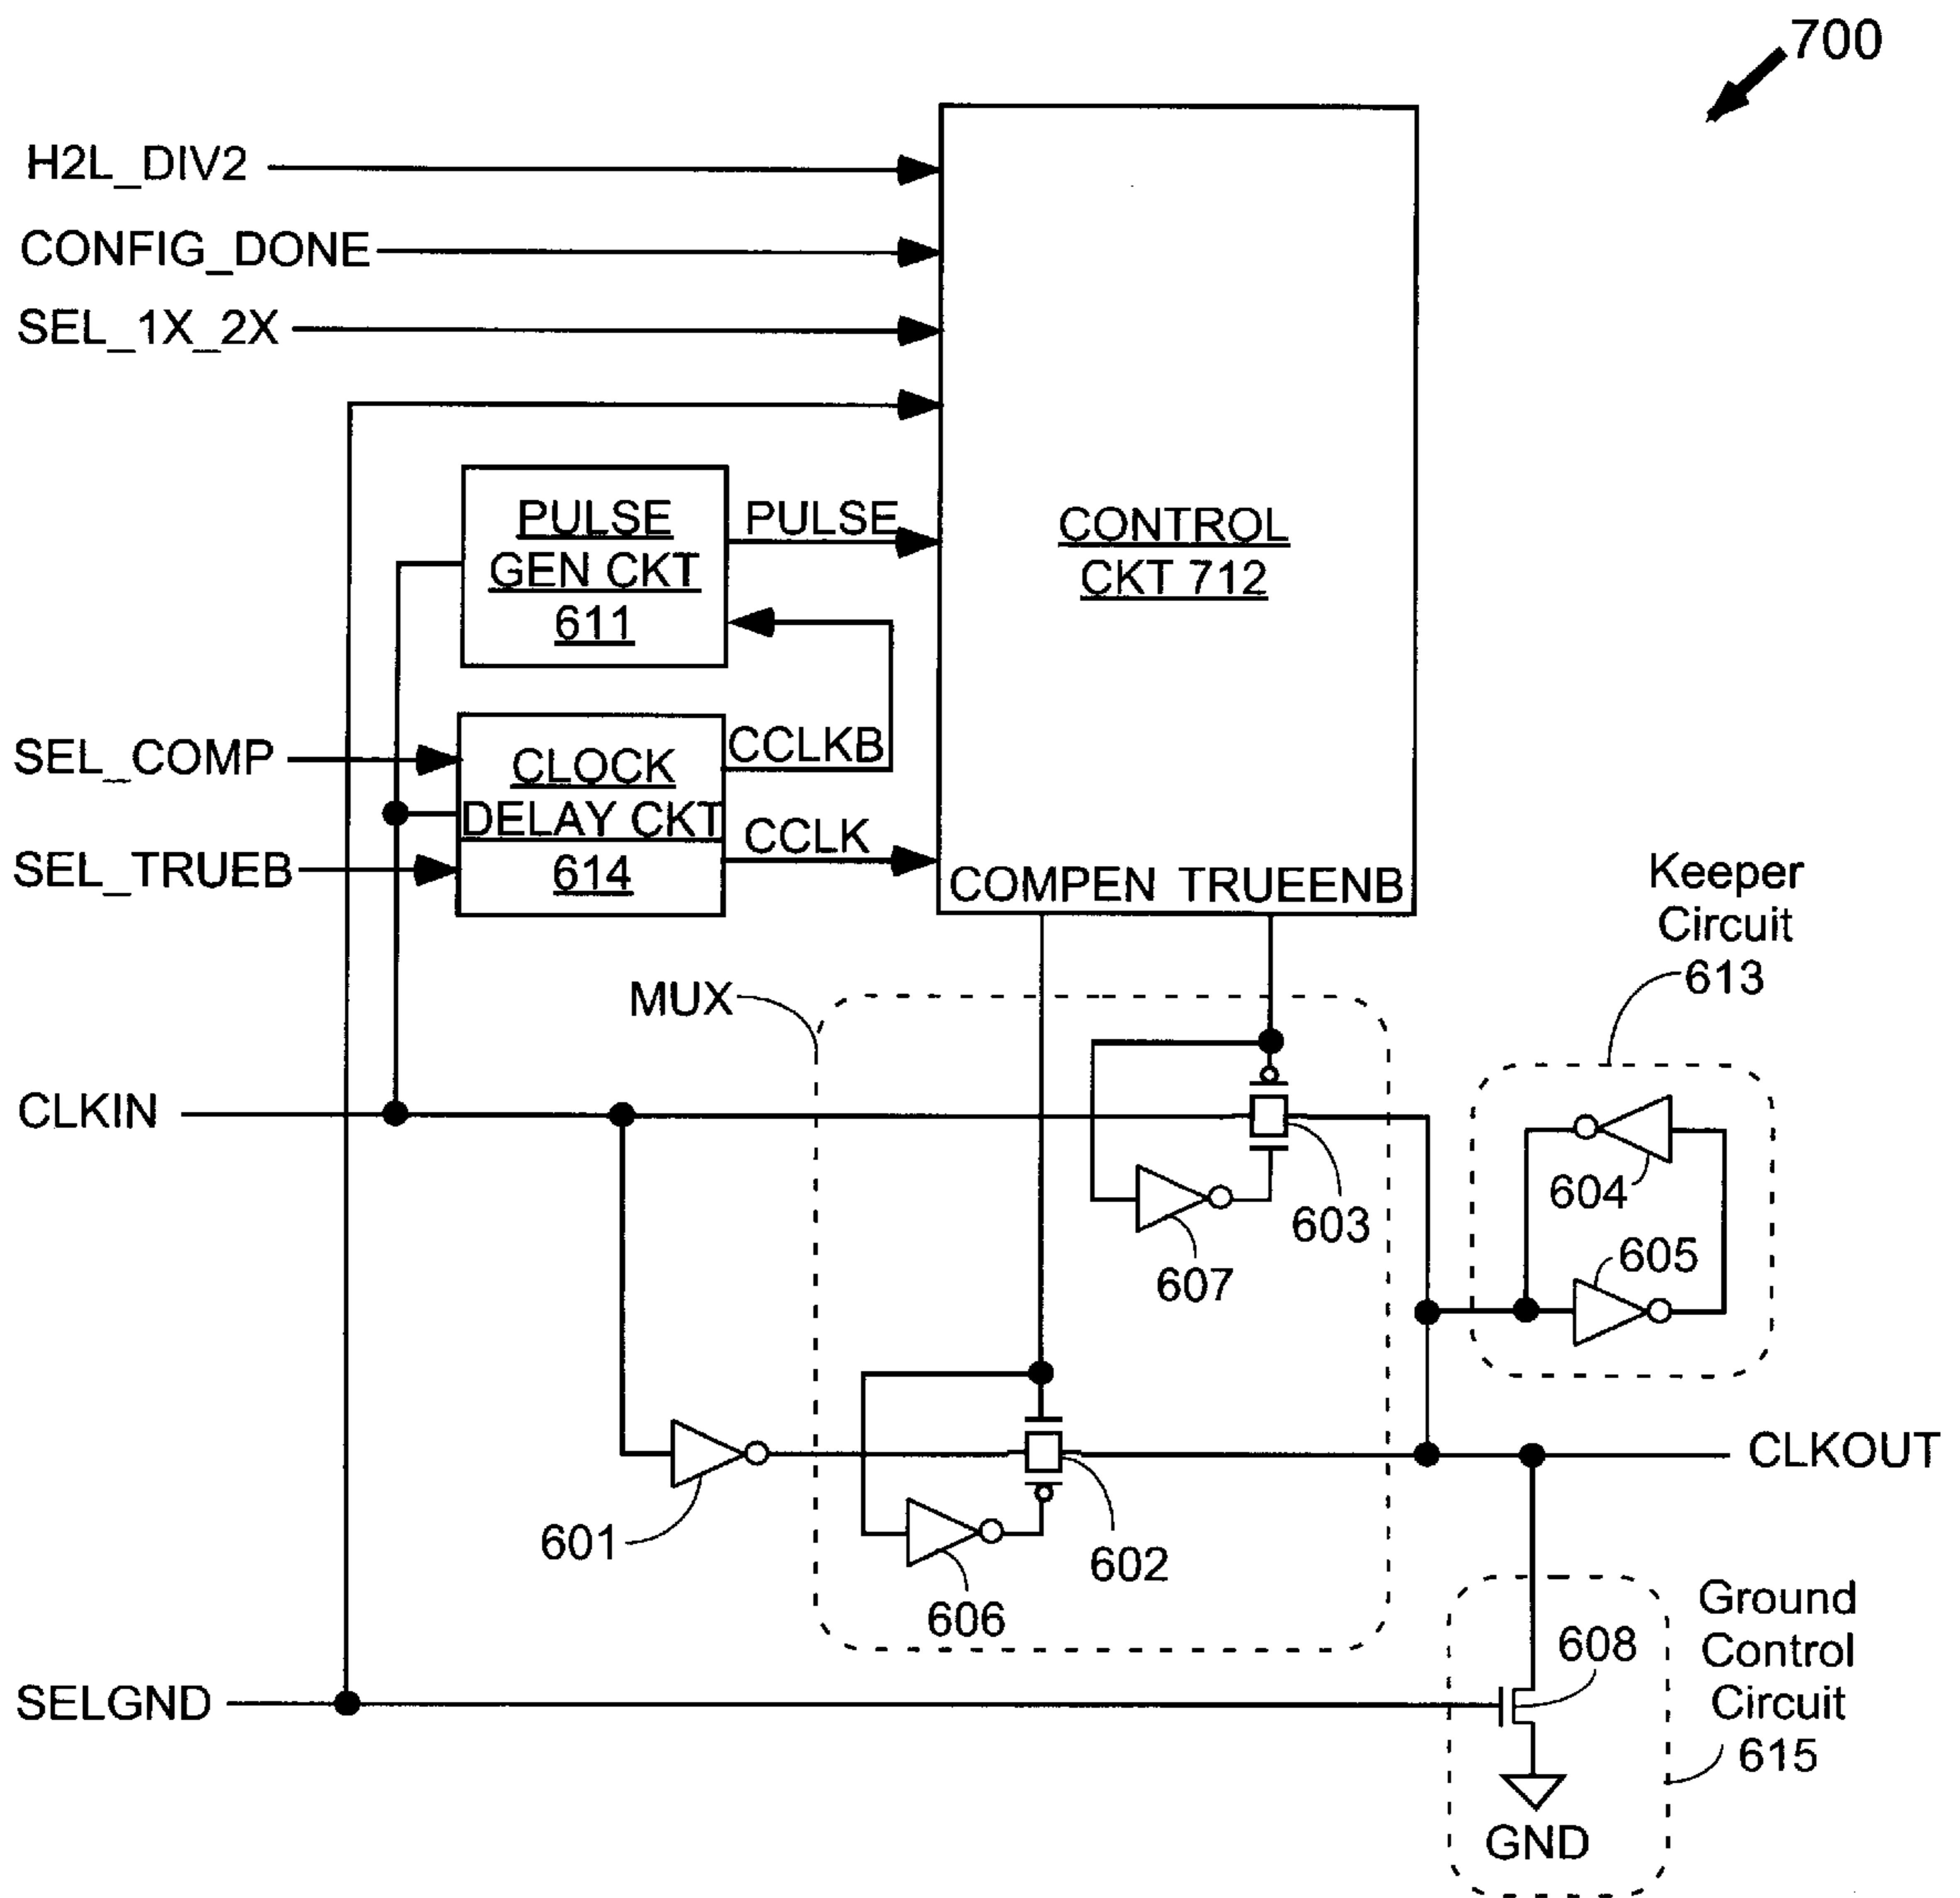 700
H2L_DIV2
CONFIG_DONE
SEL_1X_2X
PULSE
GEN CKT
611
PULSE
CONTROL
CKT 712
SEL_COMP
CLOCK
DELAY CKT
614
CCLKB
CCLK
SEL_TRUEB
COMPEN TRUEENB
Keeper
Circuit
613
MUX
CLKIN
603
607
604
605
601
606
602
CLKOUT
SELGND
608
GND
Ground
Control
Circuit
615